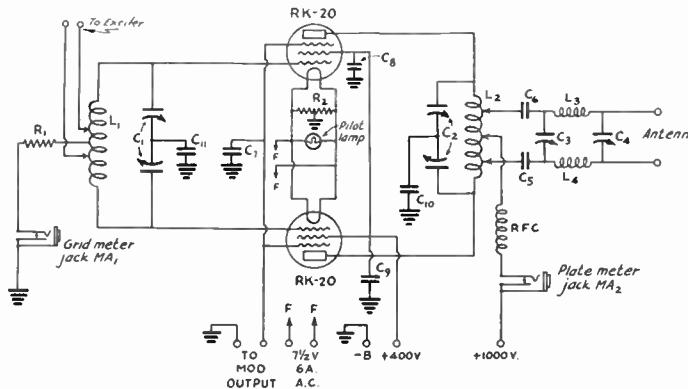 RK-20
To Exciter
C8
L1
R1
C1
C11
C7
R2
Pilot lamp
F
F
C2
L2
C6
L3
C3
C4
Antenn
C5
L4
C10
RFC
Grid meter
jack MA1
RK-20
C9
Plate meter
jack MA2
F F
TO
MOD
OUTPUT
7½V
6A.
A.C.
-B
+400V
+1000V.